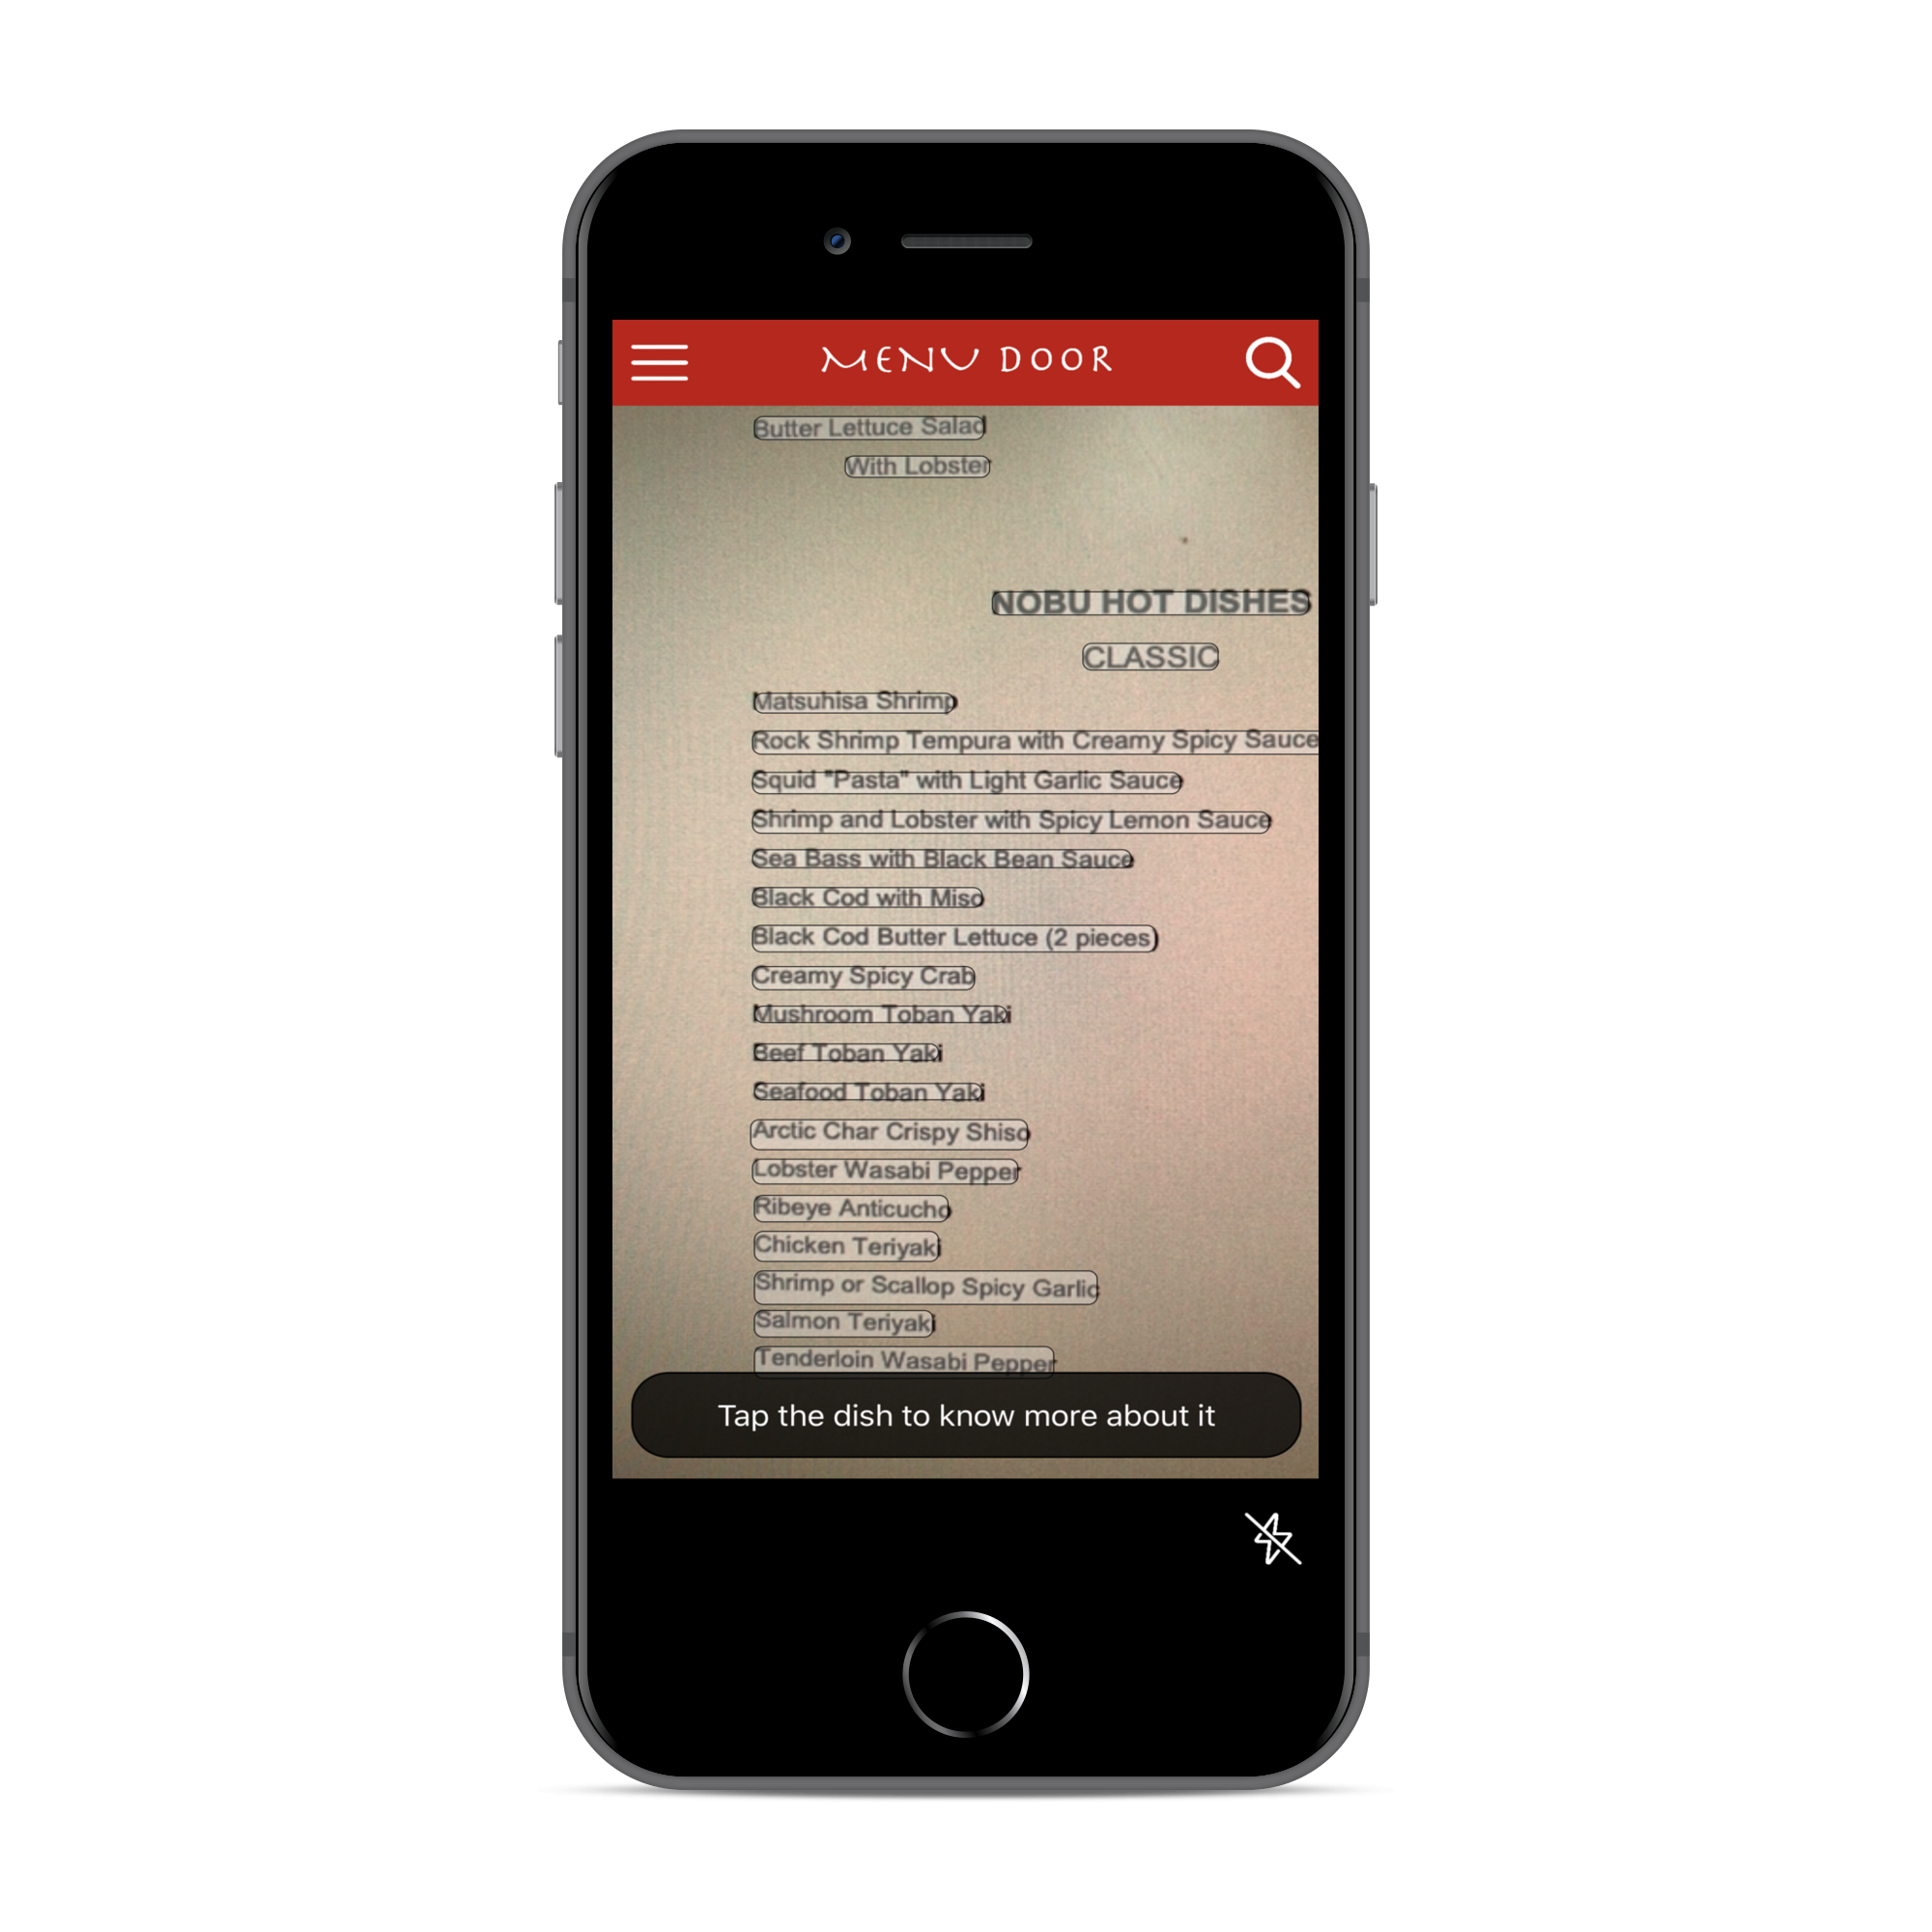 MENU DOOR
Butter Lettuce Salad
With Lobster
NOBU HOT DISHES
CLASSIC
Matsuhisa Shrimp
Rock Shrimp Tempura with Creamy Spicy Sauce
Squid "Pasta" with Light Garlic Sauce
Shrimp and Lobster with Spicy Lemon Sauce
Sea Bass with Black Bean Sauce
Black Cod with Miso
Black Cod Butter Lettuce (2 pieces)
Creamy Spicy Crab
Mushroom Toban Yaki
Beef Toban Yaki
Seafood Toban Yaki
Arctic Char Crispy Shiso
Lobster Wasabi Pepper
Ribeye Anticucho
Chicken Teriyaki
Shrimp or Scallop Spicy Garlic
Salmon Teriyaki
Tenderloin Wasabi Pepper
Tap the dish to know more about it